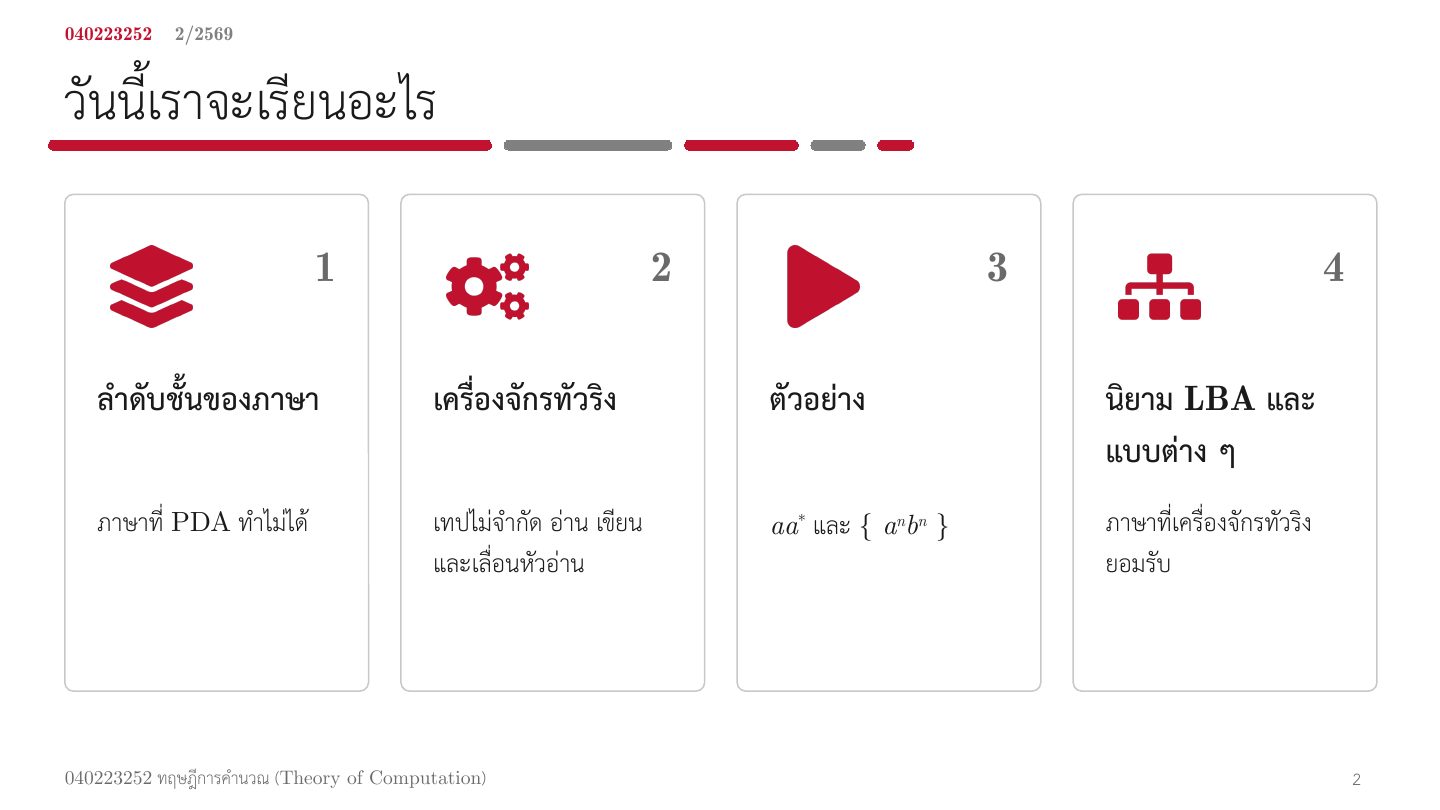 040223252 2/2569
วันนี้เราจะเรียนอะไร
1
ลำดับชั้นของภาษา
ภาษาที่ PDA ทำไม่ได้
2
เครื่องจักรทัวริง
เทปไม่จำกัด อ่าน เขียน
และเลื่อนหัวอ่าน
3
ตัวอย่าง
aa* และ { aⁿbⁿ }
4
นิยาม LBA และ
แบบต่าง ๆ
ภาษาที่เครื่องจักรทัวริง
ยอมรับ
040223252 ทฤษฎีการคำนวณ (Theory of Computation)
2